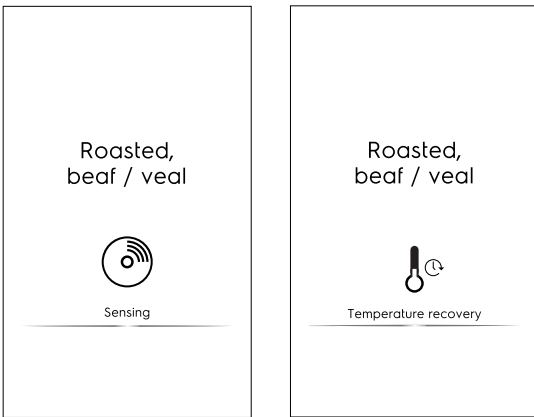 Roasted,
beaf / veal
Sensing
Roasted,
beaf / veal
Temperature recovery